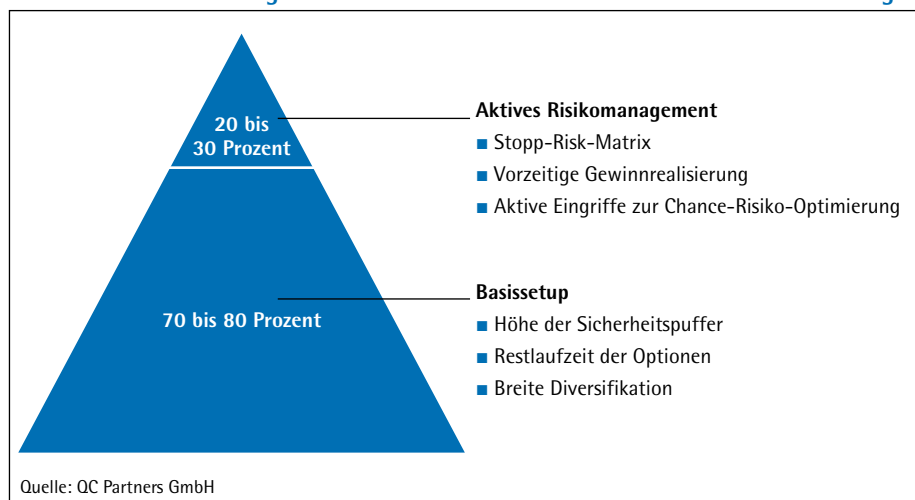 20 bis
30 Prozent
Aktives Risikomanagement
■ Stopp-Risk-Matrix
■ Vorzeitige Gewinnrealisierung
■ Aktive Eingriffe zur Chance-Risiko-Optimierung
70 bis 80 Prozent
Basissetup
■ Höhe der Sicherheitspuffer
■ Restlaufzeit der Optionen
■ Breite Diversifikation
Quelle: QC Partners GmbH